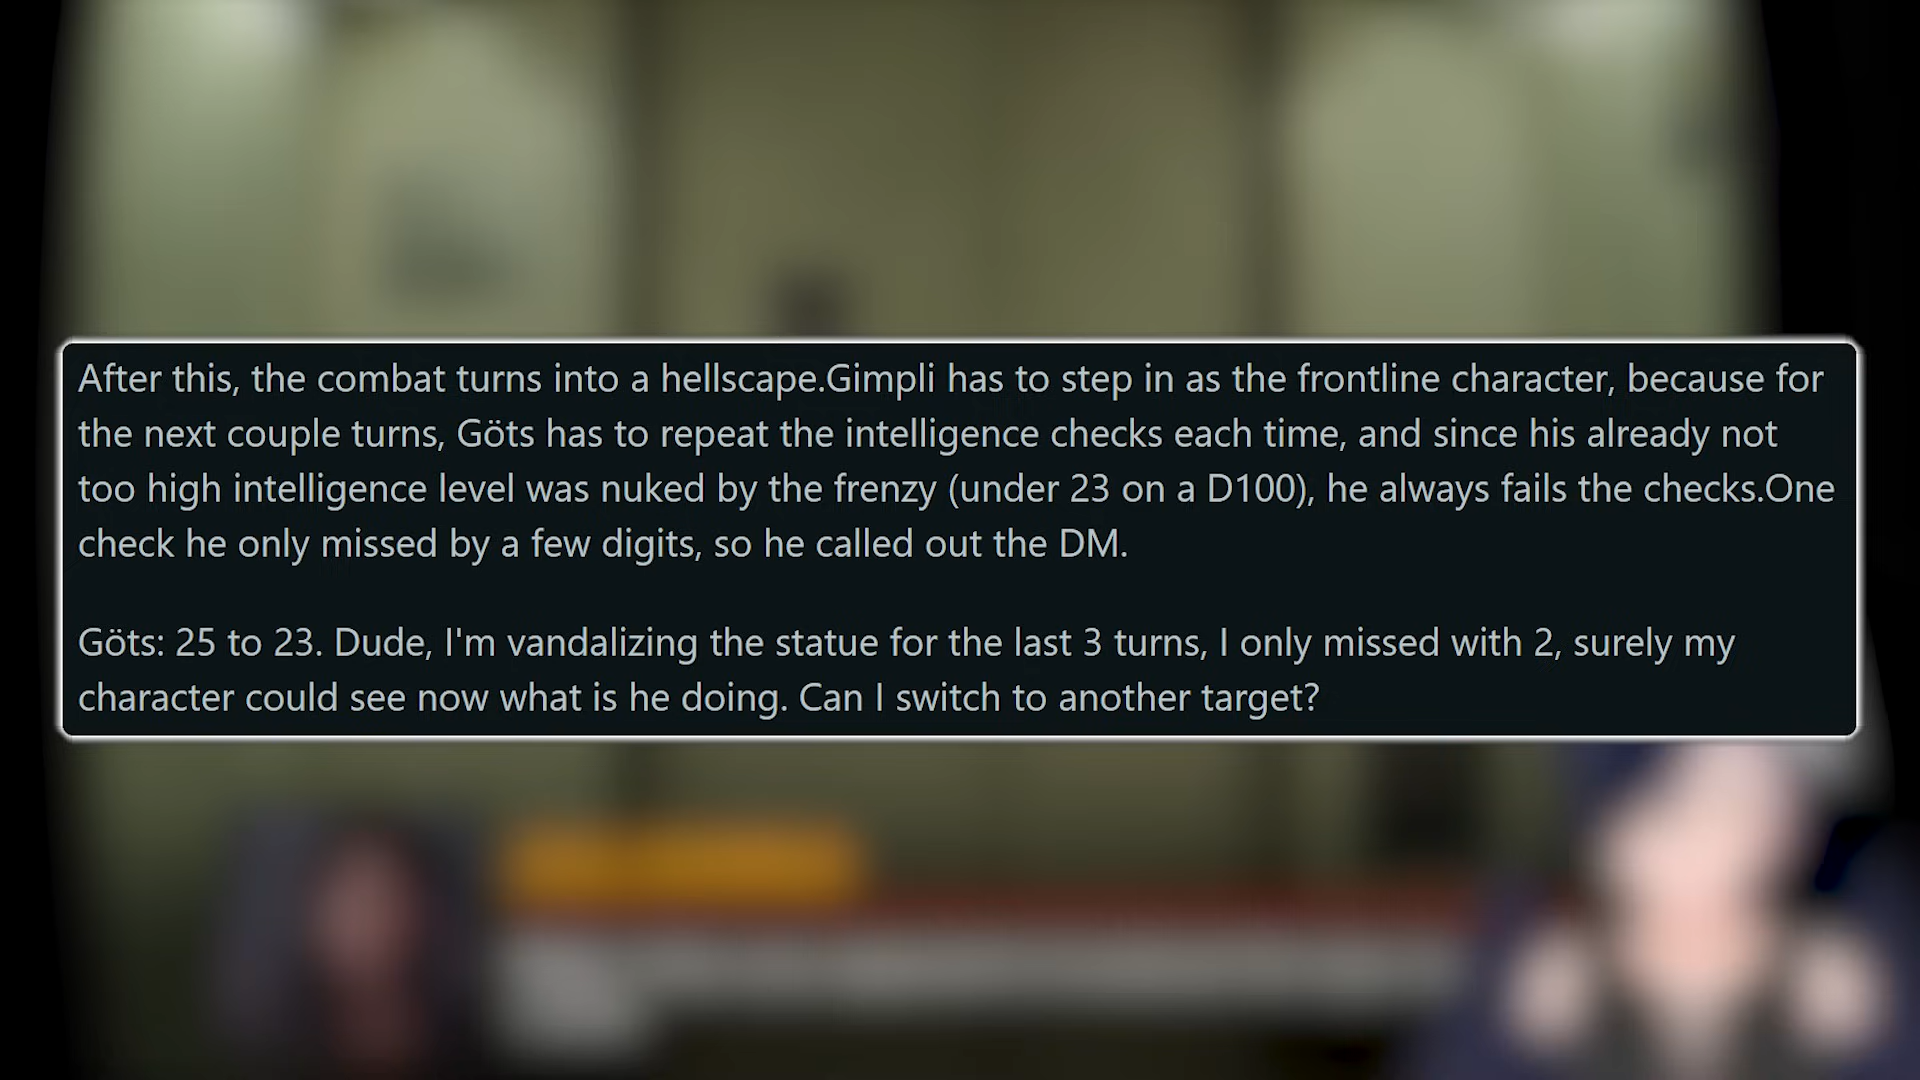 After this, the combat turns into a hellscape.Gimpli has to step in as the frontline character, because for
the next couple turns, Göts has to repeat the intelligence checks each time, and since his already not
too high intelligence level was nuked by the frenzy (under 23 on a D100), he always fails the checks.One
check he only missed by a few digits, so he called out the DM.
Göts: 25 to 23. Dude, I'm vandalizing the statue for the last 3 turns, I only missed with 2, surely my
character could see now what is he doing. Can I switch to another target?